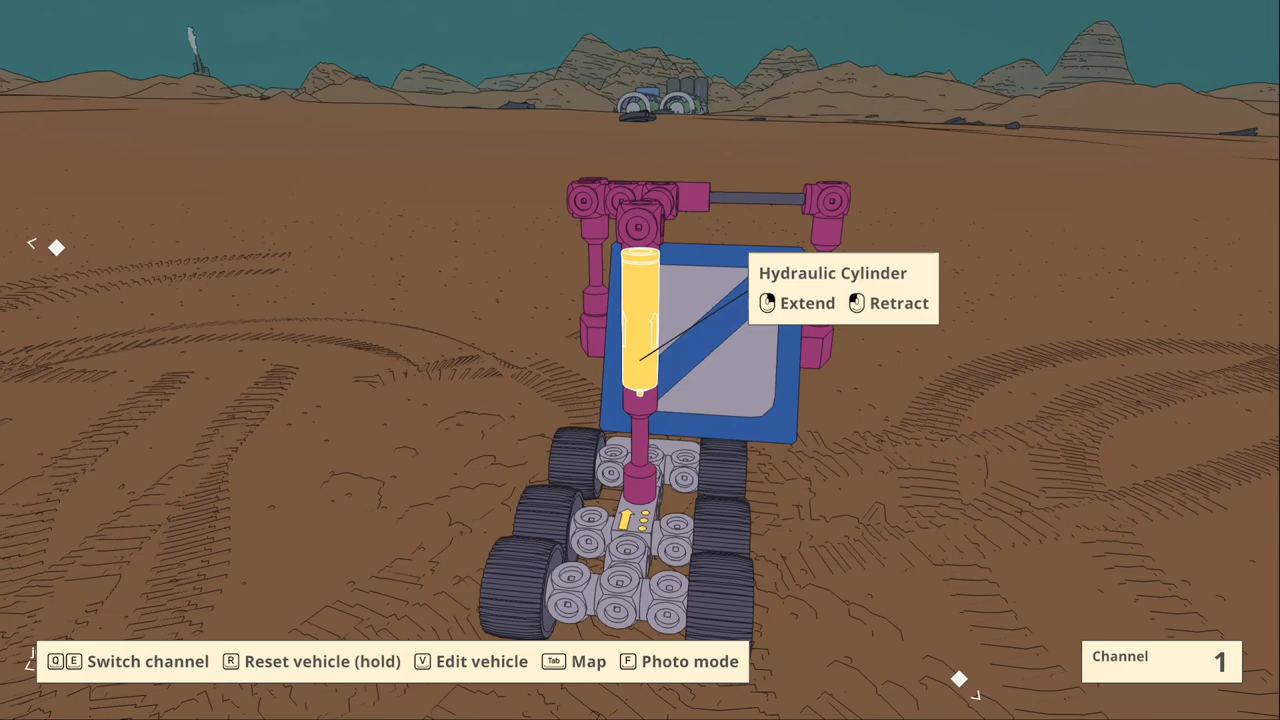 Hydraulic Cylinder
Extend Retract
Q E Switch channel R Reset vehicle (hold) V Edit vehicle Tab Map F Photo mode
Channel 1